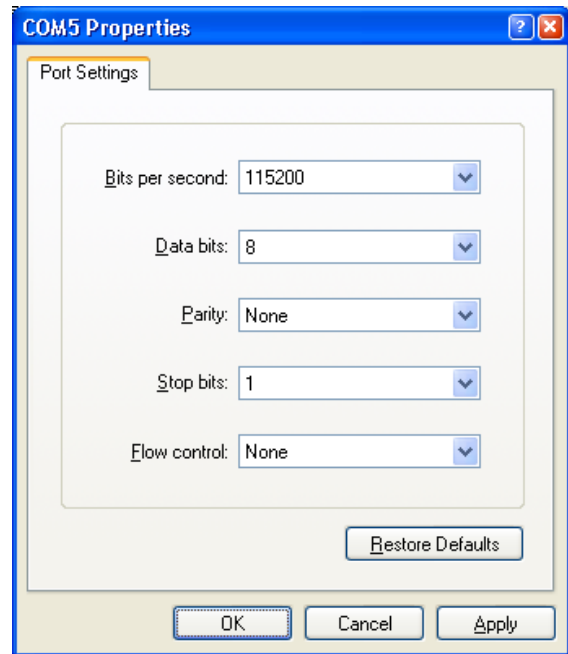 COM5 Properties
Port Settings
Bits per second: 115200
Data bits: 8
Parity: None
Stop bits: 1
Flow control: None
Restore Defaults
OK Cancel Apply